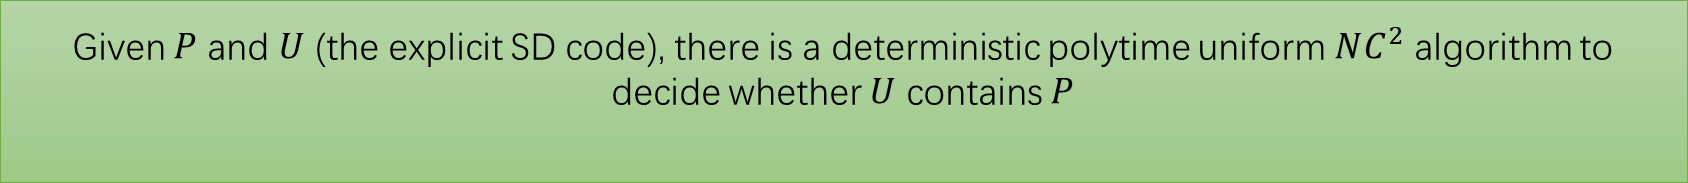 Given P and U (the explicit SD code), there is a deterministic polytime uniform NC² algorithm to
decide whether U contains P